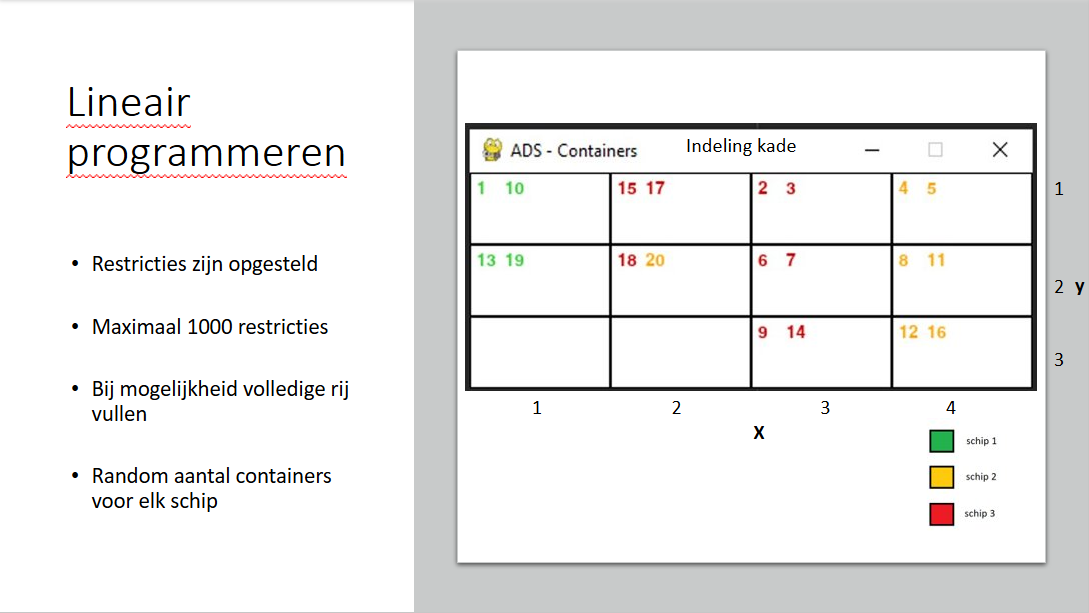 Lineair
programmeren
• Restricties zijn opgesteld
• Maximaal 1000 restricties
• Bij mogelijkheid volledige rij
vullen
• Random aantal containers
voor elk schip
ADS - Containers Indeling kade
1 10 15 17 2 3 4 5 1
13 19 18 20 6 7 8 11 2 y
9 14 12 16 3
1 2 3 4
X
schip 1
schip 2
schip 3